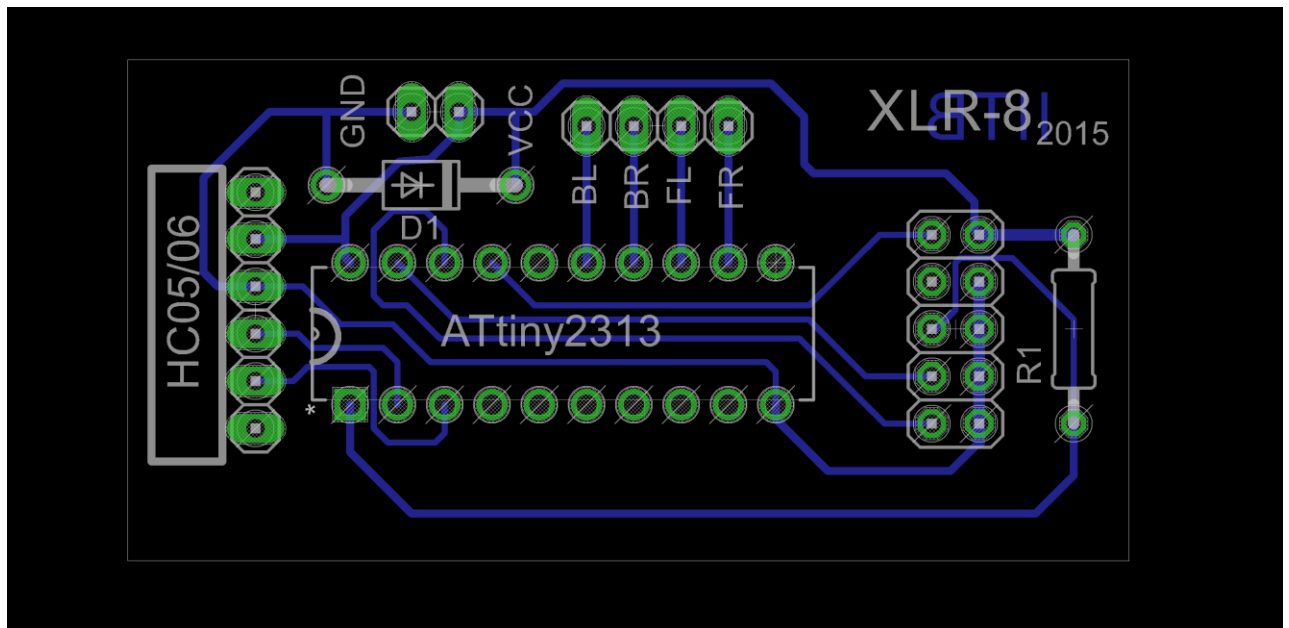 XLR-8 2015
GND
VCC
BL
BR
FL
FR
D1
HC05/06
ATtiny2313
R1
*